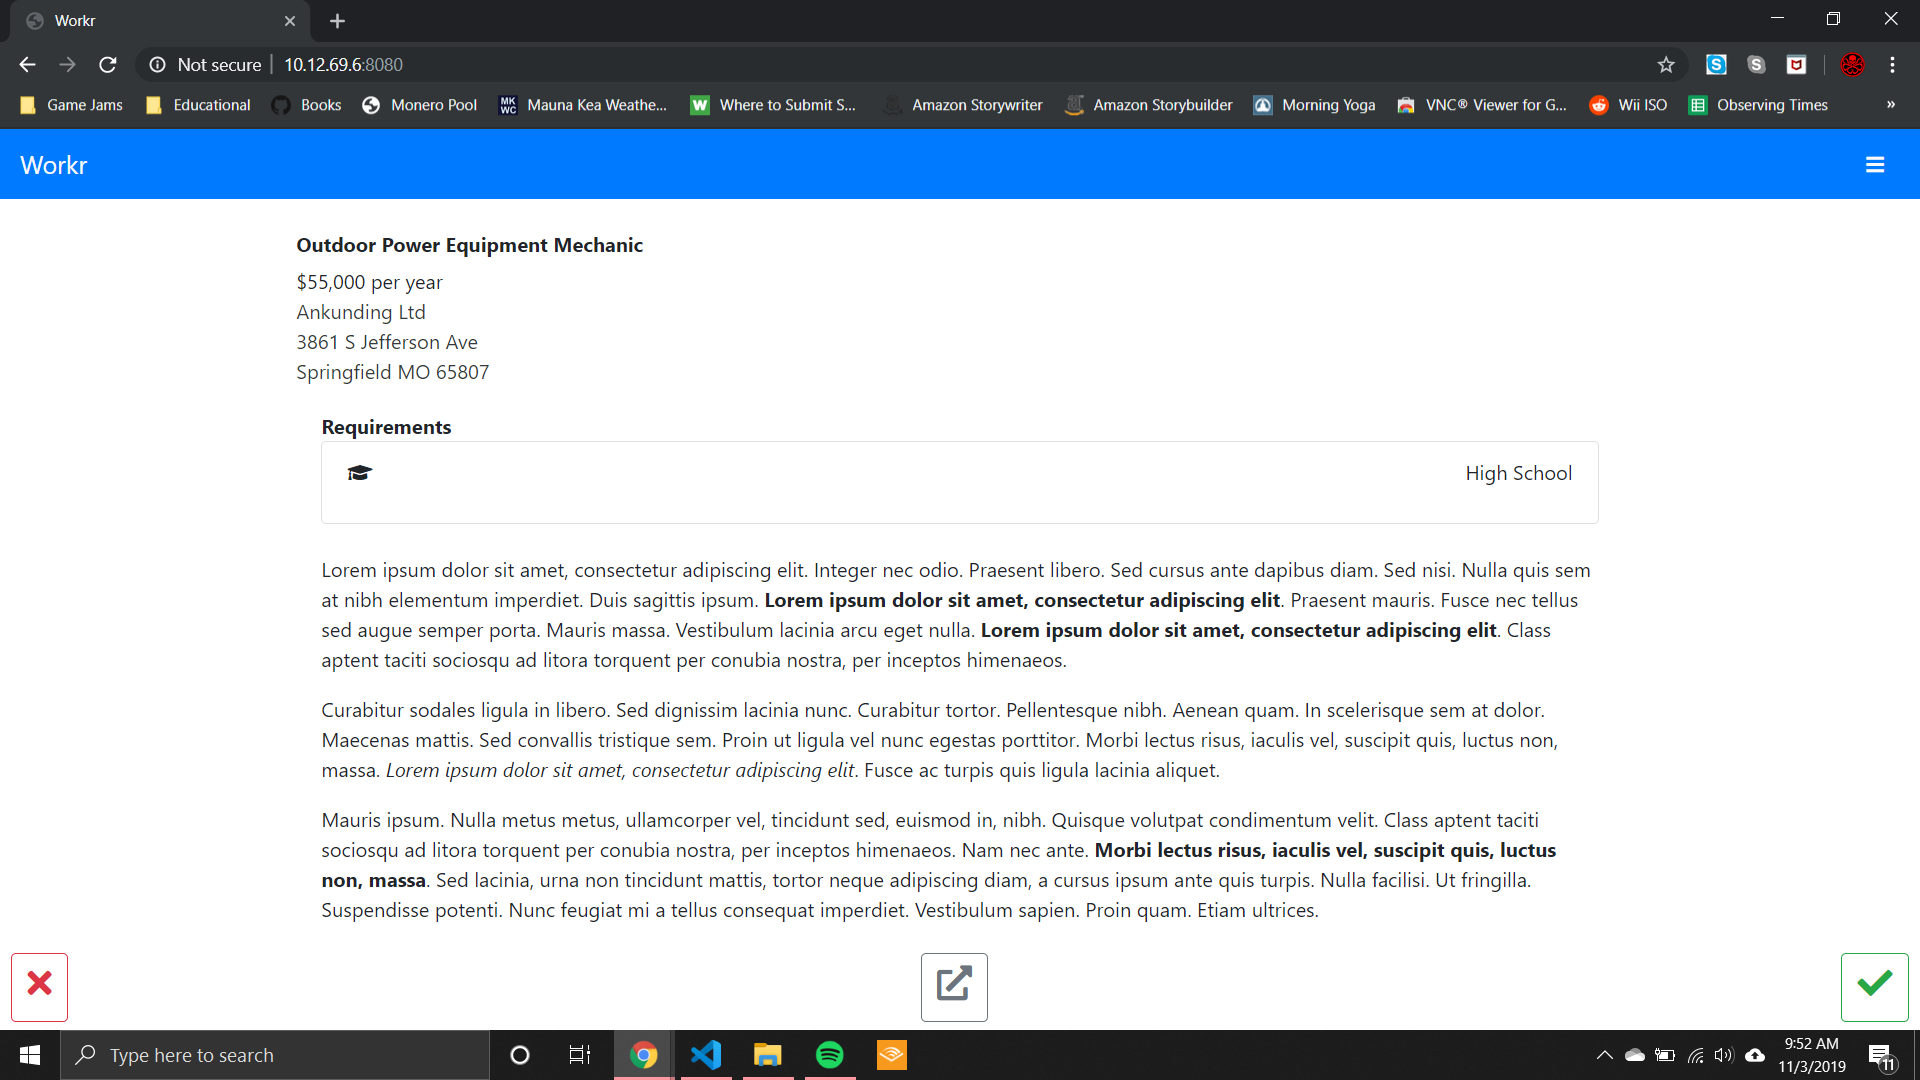 Workr
Not secure
10.12.69.6:8080
Game Jams
Educational
Books
Monero Pool
MK WC
Mauna Kea Weathe...
Where to Submit S...
Amazon Storywriter
Amazon Storybuilder
Morning Yoga
VNC® Viewer for G...
Wii ISO
Observing Times
»
Workr
Outdoor Power Equipment Mechanic
$55,000 per year
Ankunding Ltd
3861 S Jefferson Ave
Springfield MO 65807
Requirements
High School
Lorem ipsum dolor sit amet, consectetur adipiscing elit. Integer nec odio. Praesent libero. Sed cursus ante dapibus diam. Sed nisi. Nulla quis sem
at nibh elementum imperdiet. Duis sagittis ipsum. Lorem ipsum dolor sit amet, consectetur adipiscing elit. Praesent mauris. Fusce nec tellus
sed augue semper porta. Mauris massa. Vestibulum lacinia arcu eget nulla. Lorem ipsum dolor sit amet, consectetur adipiscing elit. Class
aptent taciti sociosqu ad litora torquent per conubia nostra, per inceptos himenaeos.
Curabitur sodales ligula in libero. Sed dignissim lacinia nunc. Curabitur tortor. Pellentesque nibh. Aenean quam. In scelerisque sem at dolor.
Maecenas mattis. Sed convallis tristique sem. Proin ut ligula vel nunc egestas porttitor. Morbi lectus risus, iaculis vel, suscipit quis, luctus non,
massa. Lorem ipsum dolor sit amet, consectetur adipiscing elit. Fusce ac turpis quis ligula lacinia aliquet.
Mauris ipsum. Nulla metus metus, ullamcorper vel, tincidunt sed, euismod in, nibh. Quisque volutpat condimentum velit. Class aptent taciti
sociosqu ad litora torquent per conubia nostra, per inceptos himenaeos. Nam nec ante. Morbi lectus risus, iaculis vel, suscipit quis, luctus
non, massa. Sed lacinia, urna non tincidunt mattis, tortor neque adipiscing diam, a cursus ipsum ante quis turpis. Nulla facilisi. Ut fringilla.
Suspendisse potenti. Nunc feugiat mi a tellus consequat imperdiet. Vestibulum sapien. Proin quam. Etiam ultrices.
Type here to search
9:52 AM
11/3/2019
11